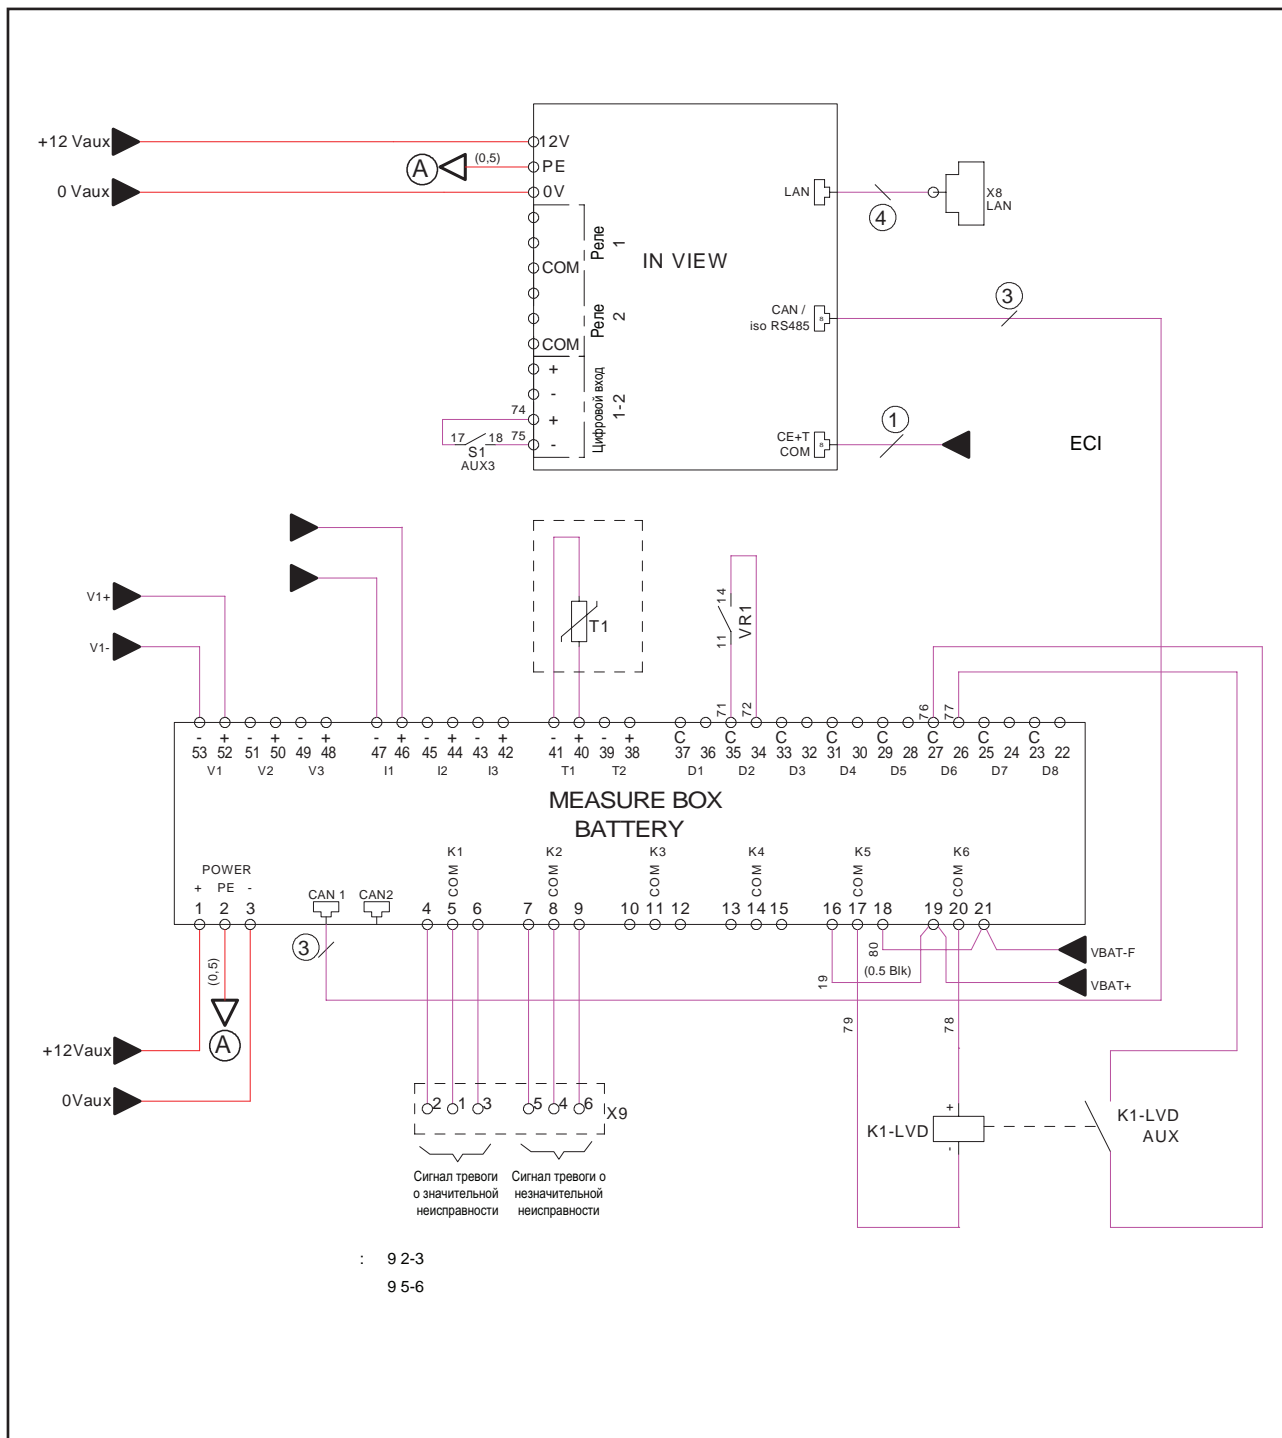 +12 Vaux
0 Vaux
A
(0,5)
12V
PE
0V
COM
Реле
1
COM
Реле
2
+
-
+
-
Цифровой вход
1-2
74
75
17
18
S1
AUX3
IN VIEW
LAN
4
X8
LAN
CAN /
iso RS485
8
3
CE+T
COM
8
1
ECI
V1+
V1-
T1
14
11
VR1
71
72
76
77
- + - + - + - + - + - + - + - + C C C C C C C C
53 52 51 50 49 48 47 46 45 44 43 42 41 40 39 38 37 36 35 34 33 32 31 30 29 28 27 26 25 24 23 22
V1 V2 V3 I1 I2 I3 T1 T2 D1 D2 D3 D4 D5 D6 D7 D8
MEASURE BOX
BATTERY
POWER
+ PE -
CAN 1
CAN2
K1 K2 K3 K4 K5 K6
COM COM COM COM COM COM
1 2 3 4 5 6 7 8 9 10 11 12 13 14 15 16 17 18 19 20 21
3
(0,5)
A
+12Vaux
0Vaux
19
80
(0.5 Blk)
VBAT-F
VBAT+
79
78
2 1 3 5 4 6
X9
K1-LVD
+
-
K1-LVD
AUX
Сигнал тревоги
о значительной
неисправности
Сигнал тревоги о
незначительной
неисправности
: 9 2-3
9 5-6